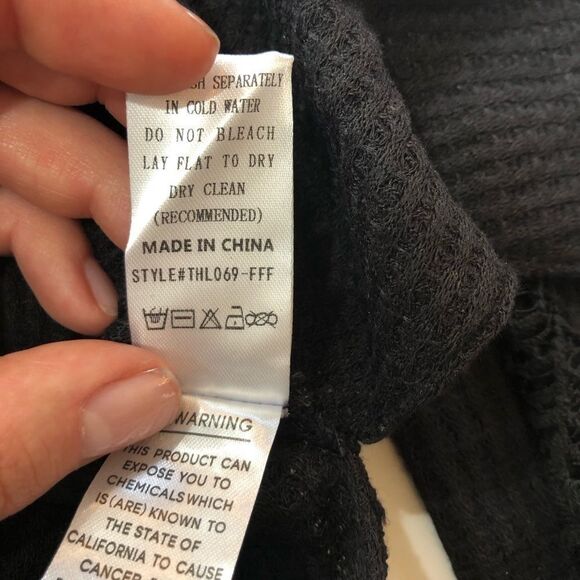 SEPARATELY
IN COLD WATER
DO NOT BLEACH
LAY FLAT TO DRY
DRY CLEAN
(RECOMMENDED)
MADE IN CHINA
STYLE#THL069-FFF
WARNING
THIS PRODUCT CAN
EXPOSE YOU TO
CHEMICALS WHICH
IS(ARE) KNOWN TO
THE STATE OF
CALIFORNIA TO CAUSE
CANCER